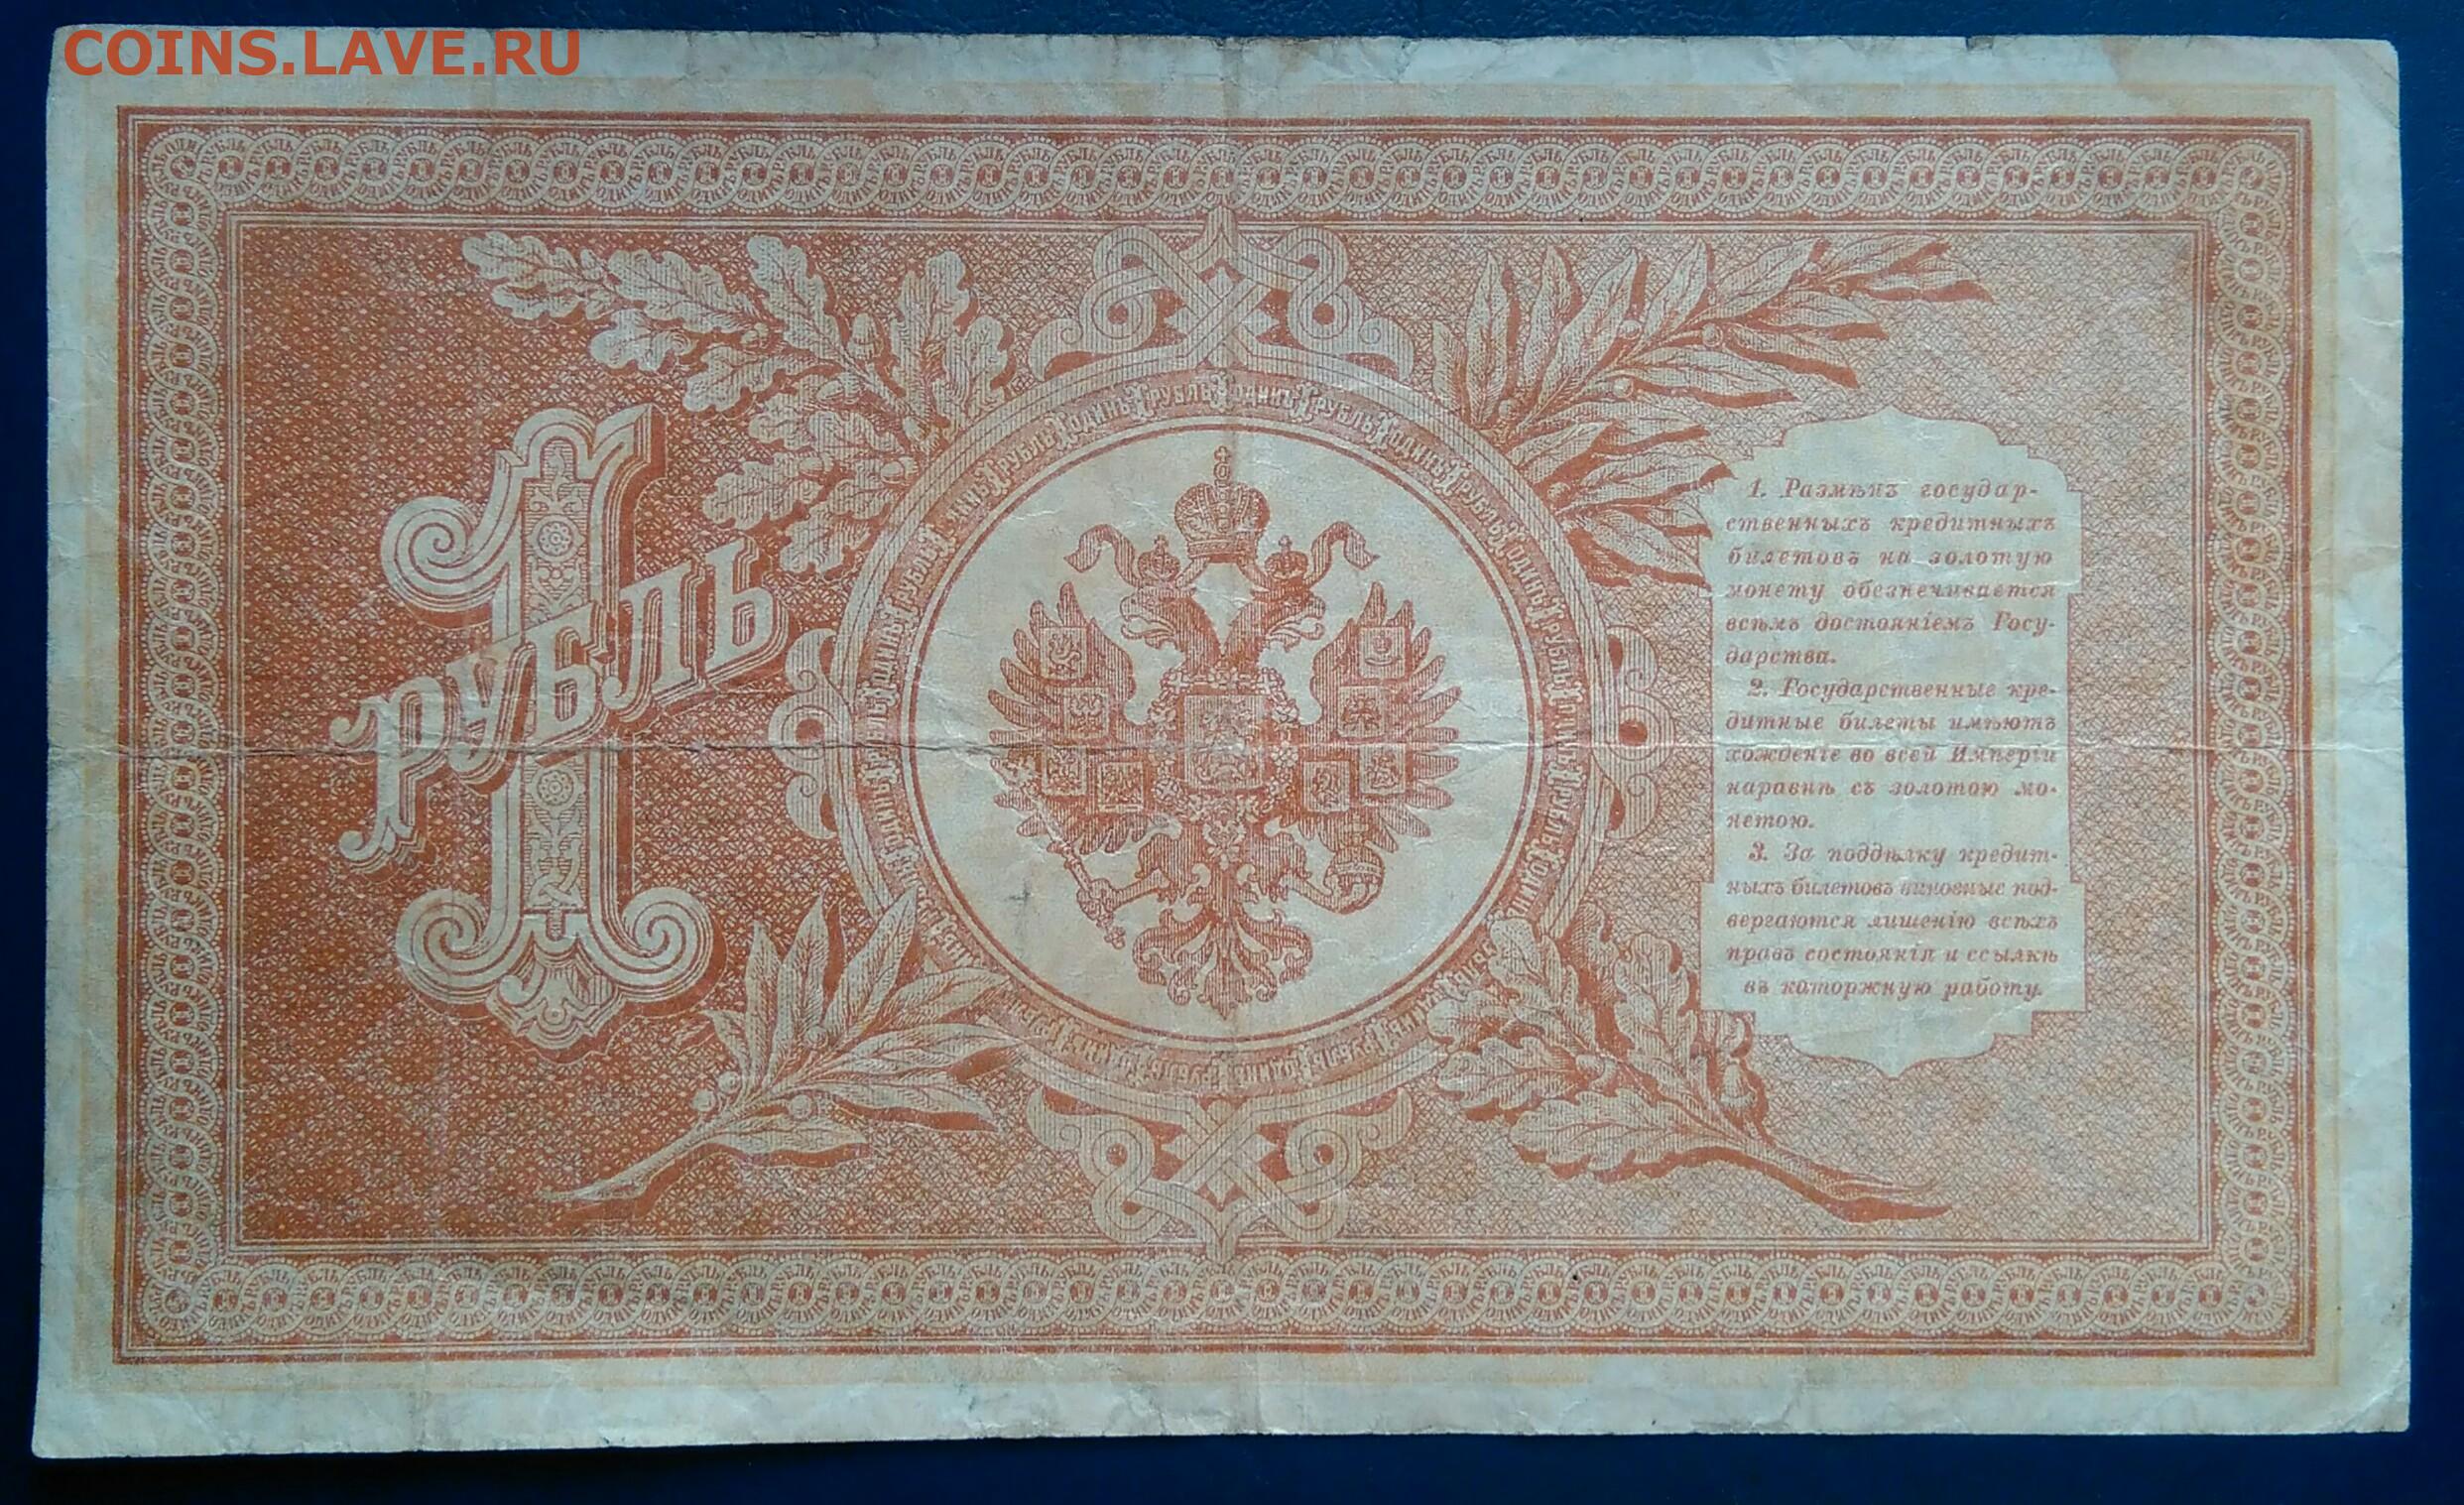 COINS.LAVE.RU
1
РУБЛЬ
1. Размѣнъ государ-
ственныхъ кредитныхъ
билетовъ на золотую
монету обезпечивается
всѣмъ достояніемъ Госу-
дарства.
2. Государственные кре-
дитные билеты имѣютъ
хожденіе во всей Имперіи
наравнѣ съ золотою мо-
нетою.
3. За поддѣлку кредит-
ныхъ билетовъ виновные под-
вергаются лишенію всѣхъ
правъ состоянія и ссылкѣ
въ каторжную работу.